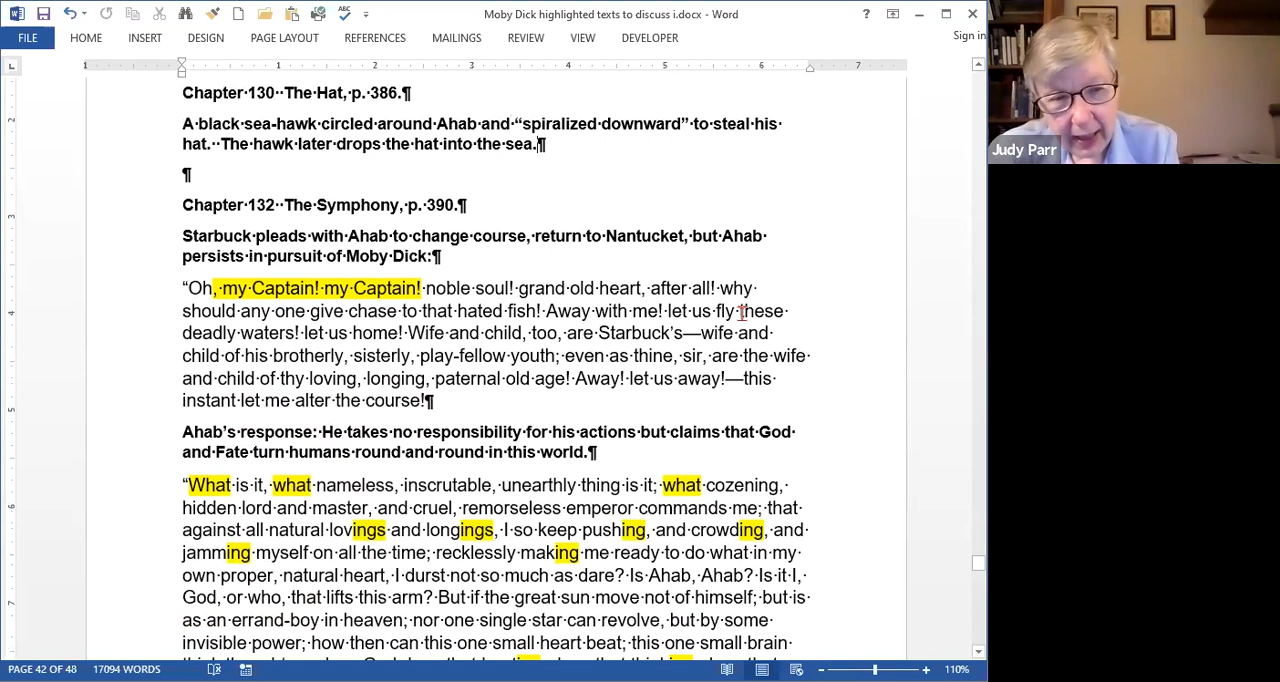 Moby Dick highlighted texts to discuss i.docx - Word
FILE HOME INSERT DESIGN PAGE LAYOUT REFERENCES MAILINGS REVIEW VIEW DEVELOPER Sign in
1 1 2 3 4 5 6 7
Chapter·130··The·Hat,·p.·386.¶
A·black·sea-hawk·circled·around·Ahab·and·“spiralized·downward”·to·steal·his·
hat.··The·hawk·later·drops·the·hat·into·the·sea.¶
¶
Chapter·132··The·Symphony,·p.·390.¶
Starbuck·pleads·with·Ahab·to·change·course,·return·to·Nantucket,·but·Ahab·
persists·in·pursuit·of·Moby·Dick:¶
“Oh,·my·Captain!·my·Captain!·noble·soul!·grand·old·heart,·after·all!·why·
should·any·one·give·chase·to·that·hated·fish!·Away·with·me!·let·us·fly·these·
deadly·waters!·let·us·home!·Wife·and·child,·too,·are·Starbuck’s—wife·and·
child·of·his·brotherly,·sisterly,·play-fellow·youth;·even·as·thine,·sir,·are·the·wife·
and·child·of·thy·loving,·longing,·paternal·old·age!·Away!·let·us·away!—this·
instant·let·me·alter·the·course!¶
Ahab’s·response:·He·takes·no·responsibility·for·his·actions·but·claims·that·God·
and·Fate·turn·humans·round·and·round·in·this·world.¶
“What·is·it,·what·nameless,·inscrutable,·unearthly·thing·is·it;·what·cozening,·
hidden·lord·and·master,·and·cruel,·remorseless·emperor·commands·me;·that·
against·all·natural·lovings·and·longings,·I·so·keep·pushing,·and·crowding,·and·
jamming·myself·on·all·the·time;·recklessly·making·me·ready·to·do·what·in·my·
own·proper,·natural·heart,·I·durst·not·so·much·as·dare?·Is·Ahab,·Ahab?·Is·it·I,·
God,·or·who,·that·lifts·this·arm?·But·if·the·great·sun·move·not·of·himself;·but·is·
as·an·errand-boy·in·heaven;·nor·one·single·star·can·revolve,·but·by·some·
invisible·power;·how·then·can·this·one·small·heart·beat;·this·one·small·brain·
2
3
4
5
6
7
PAGE 42 OF 48 17094 WORDS 110%
Judy Parr